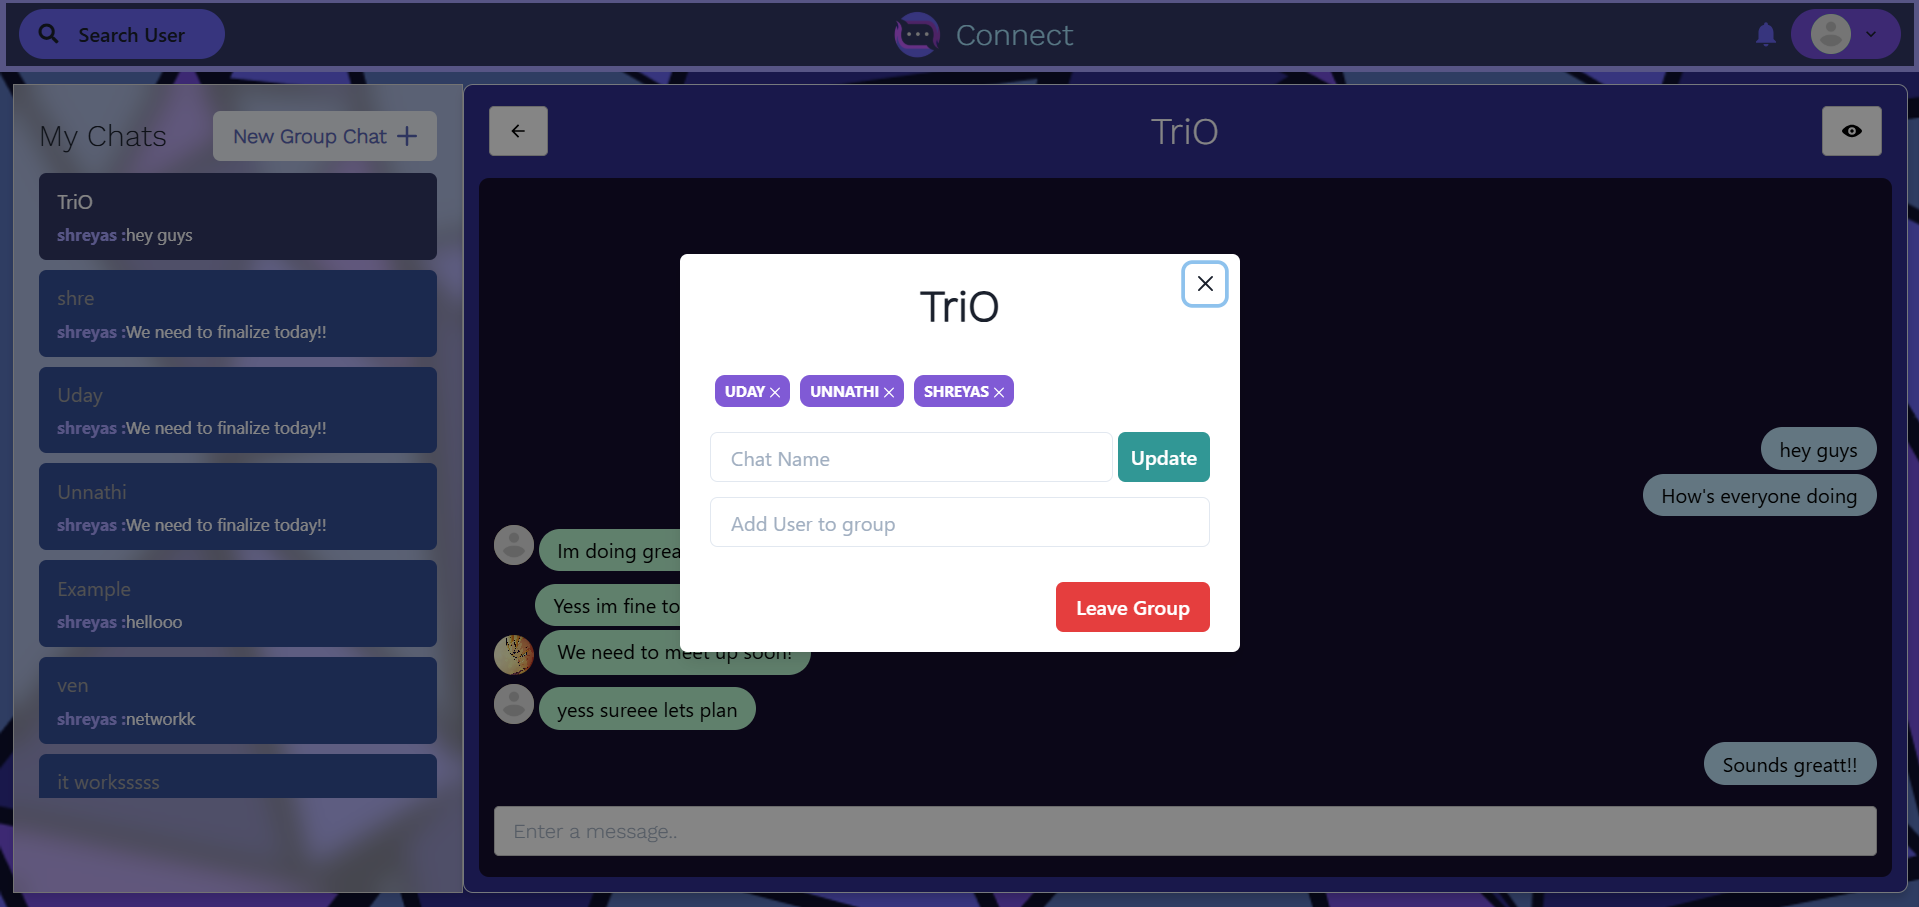 Search User
Connect
My Chats
New Group Chat
TriO
shreyas :hey guys
shre
shreyas :We need to finalize today!!
Uday
shreyas :We need to finalize today!!
Unnathi
shreyas :We need to finalize today!!
Example
shreyas :hellooo
ven
shreyas :networkk
it worksssss
TriO
hey guys
How's everyone doing
Im doing grea
Yess im fine to
We need to meet up soon!
yess sureee lets plan
Sounds greatt!!
Enter a message..
TriO
UDAY
UNNATHI
SHREYAS
Chat Name
Update
Add User to group
Leave Group